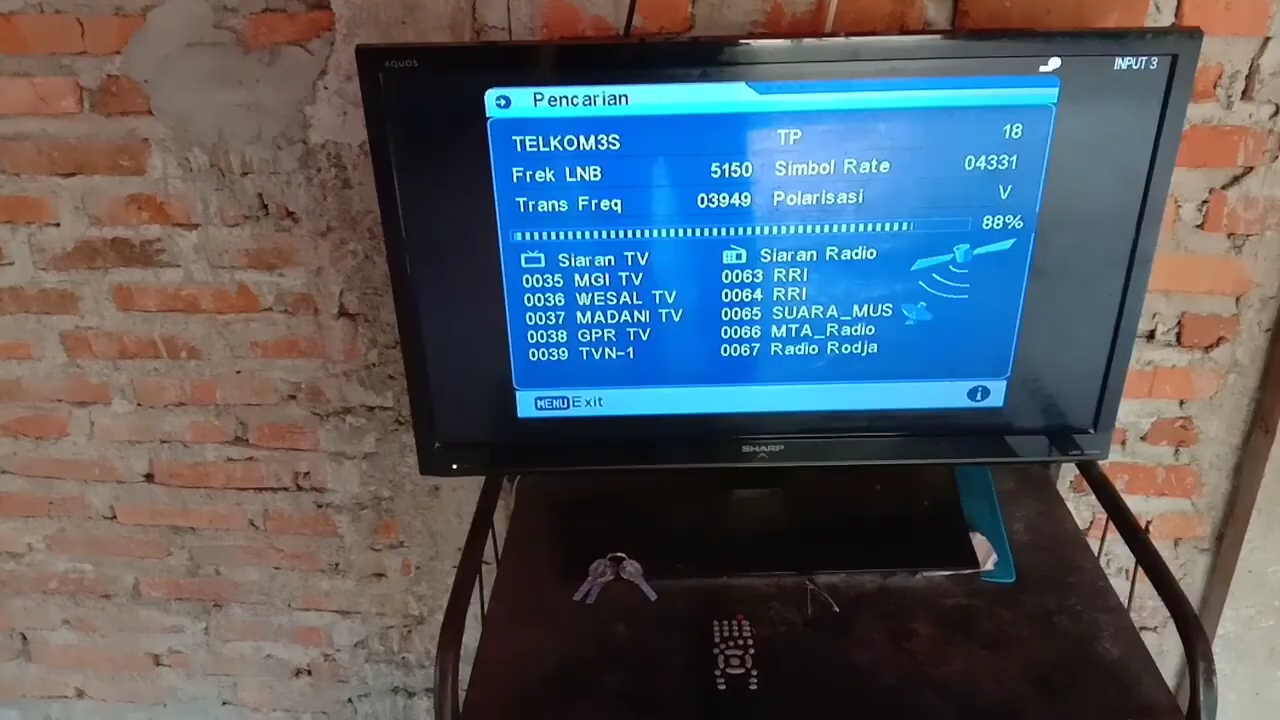 AQUOS
INPUT 3
Pencarian
TELKOM3S TP 18
Frek LNB 5150 Simbol Rate 04331
Trans Freq 03949 Polarisasi V
88%
Siaran TV Siaran Radio
0035 MGI TV 0063 RRI
0036 WESAL TV 0064 RRI
0037 MADANI TV 0065 SUARA_MUS
0038 GPR TV 0066 MTA_Radio
0039 TVN-1 0067 Radio Rodja
MENU Exit
SHARP